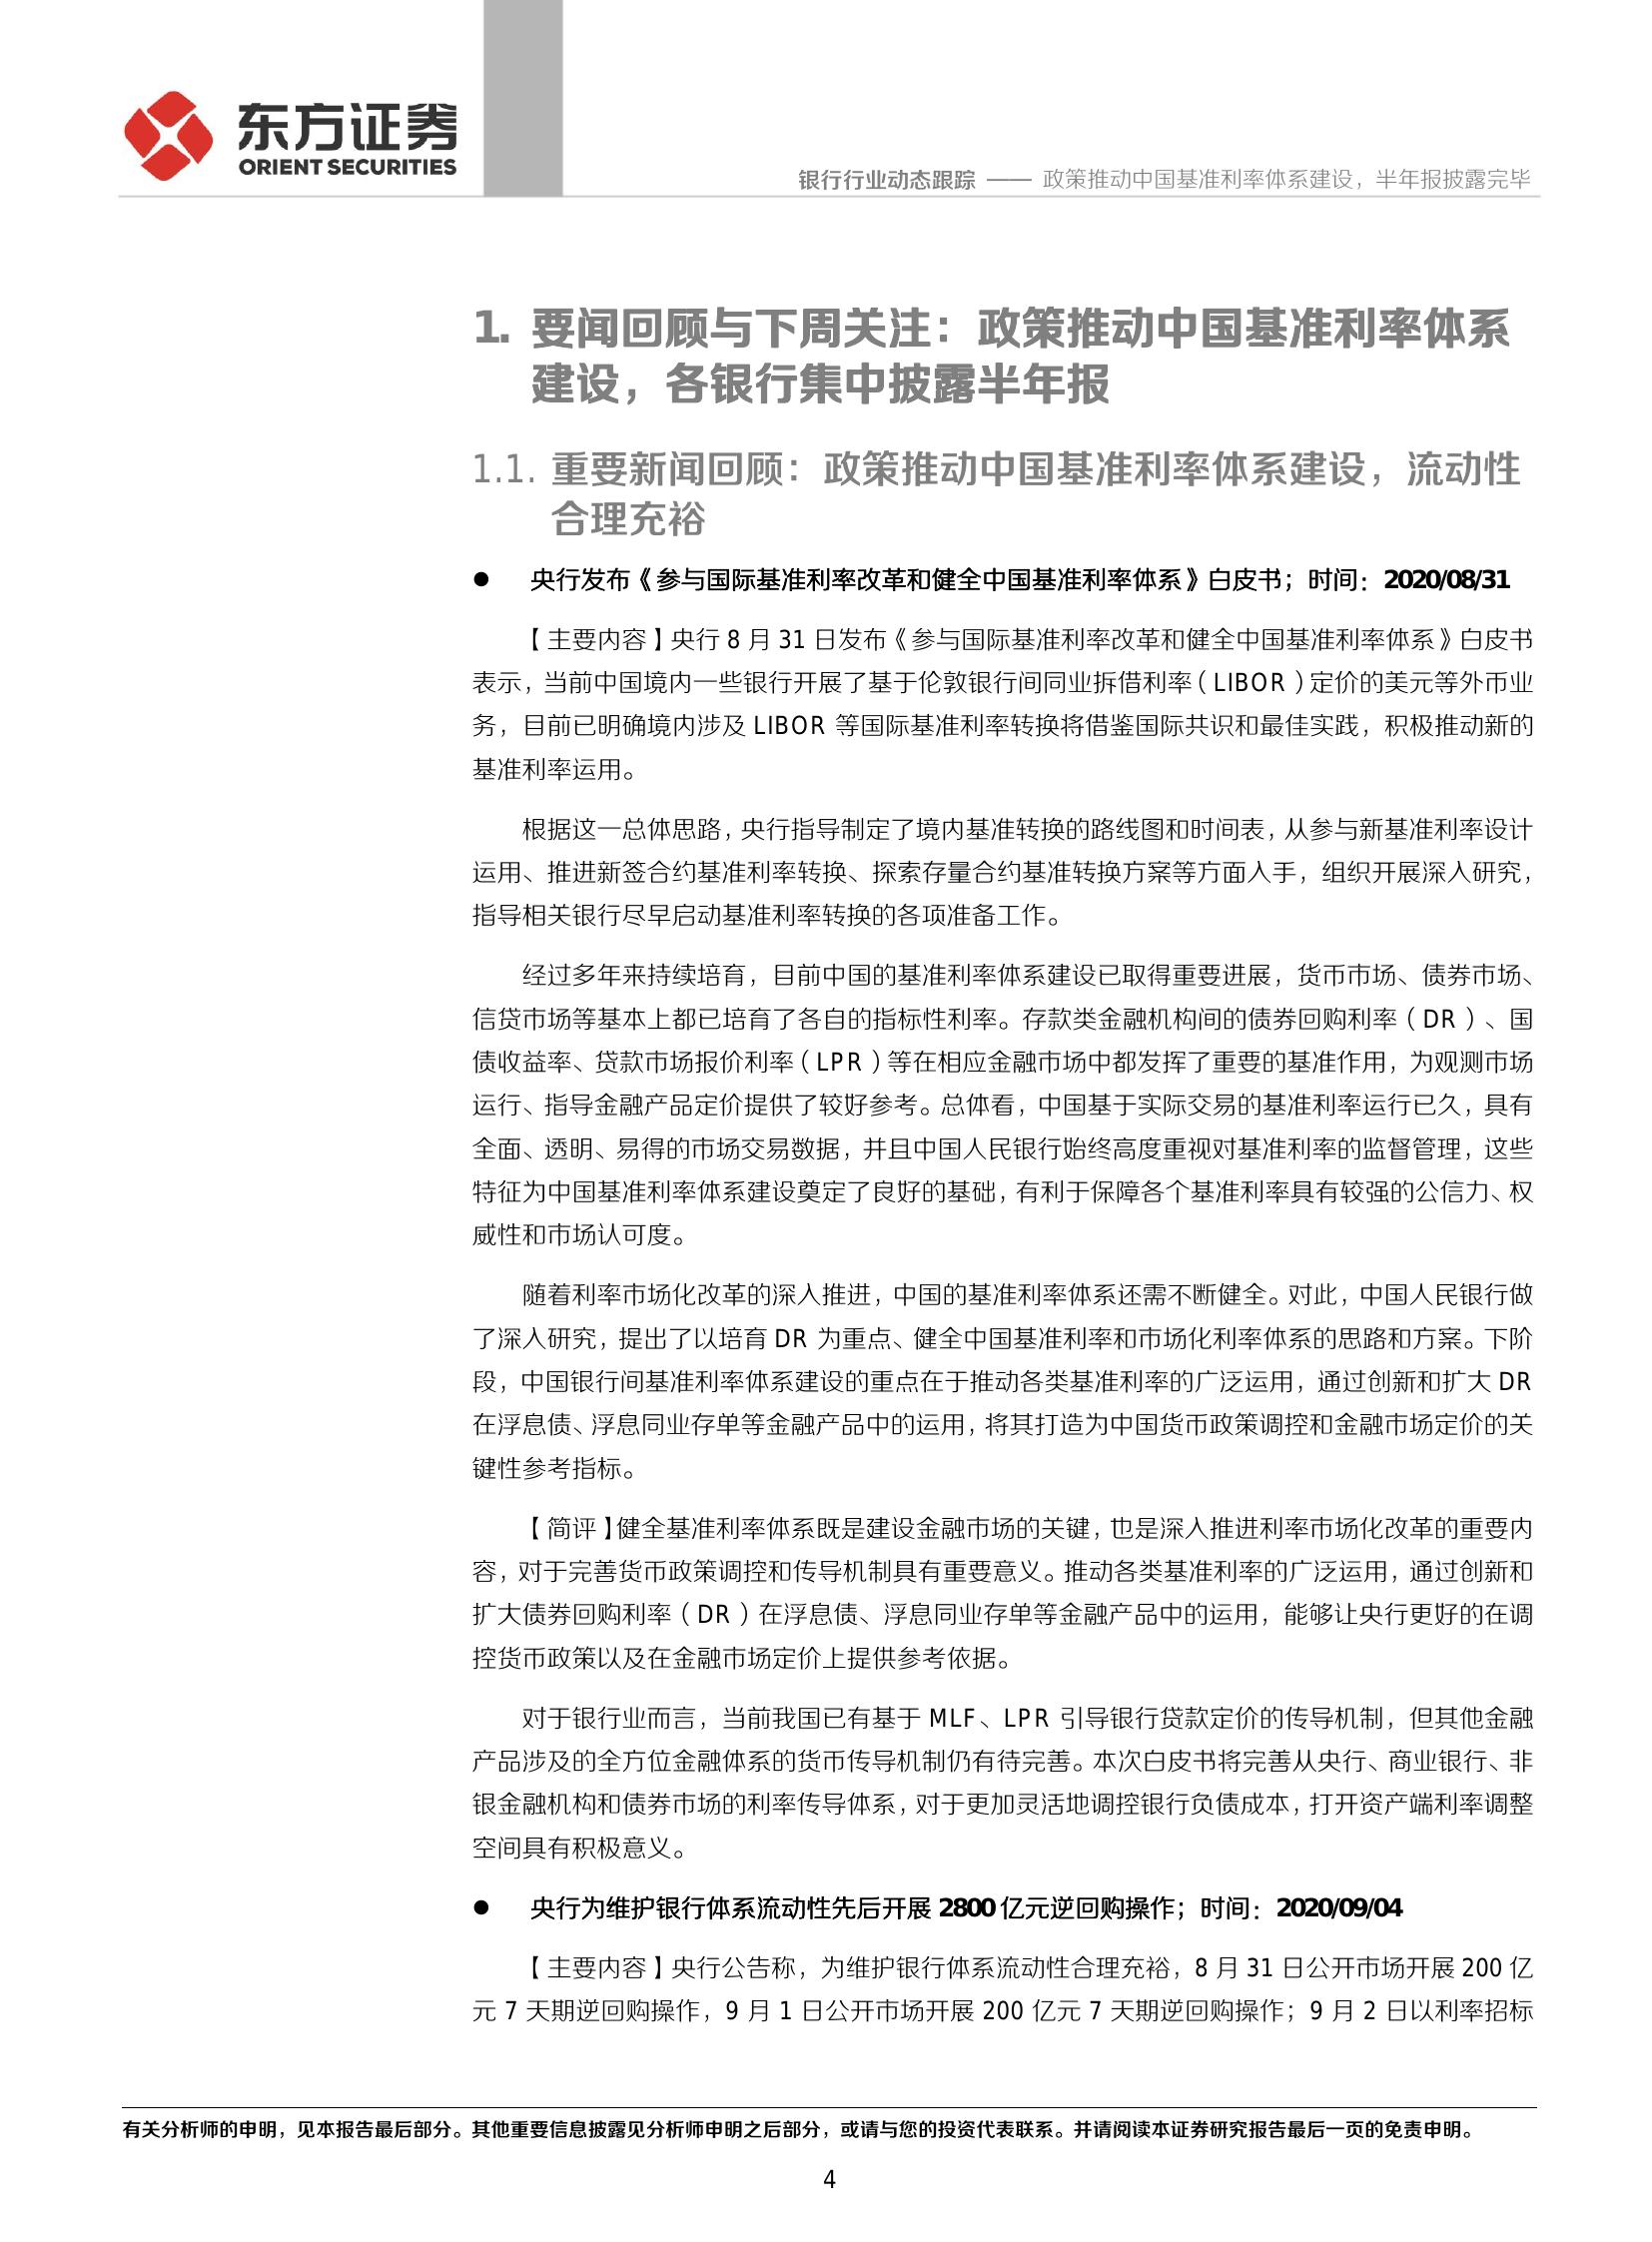 东方证券
ORIENT SECURITIES
银行行业动态跟踪 —— 政策推动中国基准利率体系建设，半年报披露完毕
1. 要闻回顾与下周关注：政策推动中国基准利率体系
建设，各银行集中披露半年报
1.1. 重要新闻回顾：政策推动中国基准利率体系建设，流动性
合理充裕
● 央行发布《参与国际基准利率改革和健全中国基准利率体系》白皮书；时间：2020/08/31
【主要内容】央行 8 月 31 日发布《参与国际基准利率改革和健全中国基准利率体系》白皮书
表示，当前中国境内一些银行开展了基于伦敦银行间同业拆借利率（LIBOR）定价的美元等外币业
务，目前已明确境内涉及 LIBOR 等国际基准利率转换将借鉴国际共识和最佳实践，积极推动新的
基准利率运用。
根据这一总体思路，央行指导制定了境内基准转换的路线图和时间表，从参与新基准利率设计
运用、推进新签合约基准利率转换、探索存量合约基准转换方案等方面入手，组织开展深入研究，
指导相关银行尽早启动基准利率转换的各项准备工作。
经过多年来持续培育，目前中国的基准利率体系建设已取得重要进展，货币市场、债券市场、
信贷市场等基本上都已培育了各自的指标性利率。存款类金融机构间的债券回购利率（DR）、国
债收益率、贷款市场报价利率（LPR）等在相应金融市场中都发挥了重要的基准作用，为观测市场
运行、指导金融产品定价提供了较好参考。总体看，中国基于实际交易的基准利率运行已久，具有
全面、透明、易得的市场交易数据，并且中国人民银行始终高度重视对基准利率的监督管理，这些
特征为中国基准利率体系建设奠定了良好的基础，有利于保障各个基准利率具有较强的公信力、权
威性和市场认可度。
随着利率市场化改革的深入推进，中国的基准利率体系还需不断健全。对此，中国人民银行做
了深入研究，提出了以培育 DR 为重点、健全中国基准利率和市场化利率体系的思路和方案。下阶
段，中国银行间基准利率体系建设的重点在于推动各类基准利率的广泛运用，通过创新和扩大 DR
在浮息债、浮息同业存单等金融产品中的运用，将其打造为中国货币政策调控和金融市场定价的关
键性参考指标。
【简评】健全基准利率体系既是建设金融市场的关键，也是深入推进利率市场化改革的重要内
容，对于完善货币政策调控和传导机制具有重要意义。推动各类基准利率的广泛运用，通过创新和
扩大债券回购利率（DR）在浮息债、浮息同业存单等金融产品中的运用，能够让央行更好的在调
控货币政策以及在金融市场定价上提供参考依据。
对于银行业而言，当前我国已有基于 MLF、LPR 引导银行贷款定价的传导机制，但其他金融
产品涉及的全方位金融体系的货币传导机制仍有待完善。本次白皮书将完善从央行、商业银行、非
银金融机构和债券市场的利率传导体系，对于更加灵活地调控银行负债成本，打开资产端利率调整
空间具有积极意义。
● 央行为维护银行体系流动性先后开展 2800 亿元逆回购操作；时间：2020/09/04
【主要内容】央行公告称，为维护银行体系流动性合理充裕，8 月 31 日公开市场开展 200 亿
元 7 天期逆回购操作，9 月 1 日公开市场开展 200 亿元 7 天期逆回购操作；9 月 2 日以利率招标
有关分析师的申明，见本报告最后部分。其他重要信息披露见分析师申明之后部分，或请与您的投资代表联系。并请阅读本证券研究报告最后一页的免责申明。
4